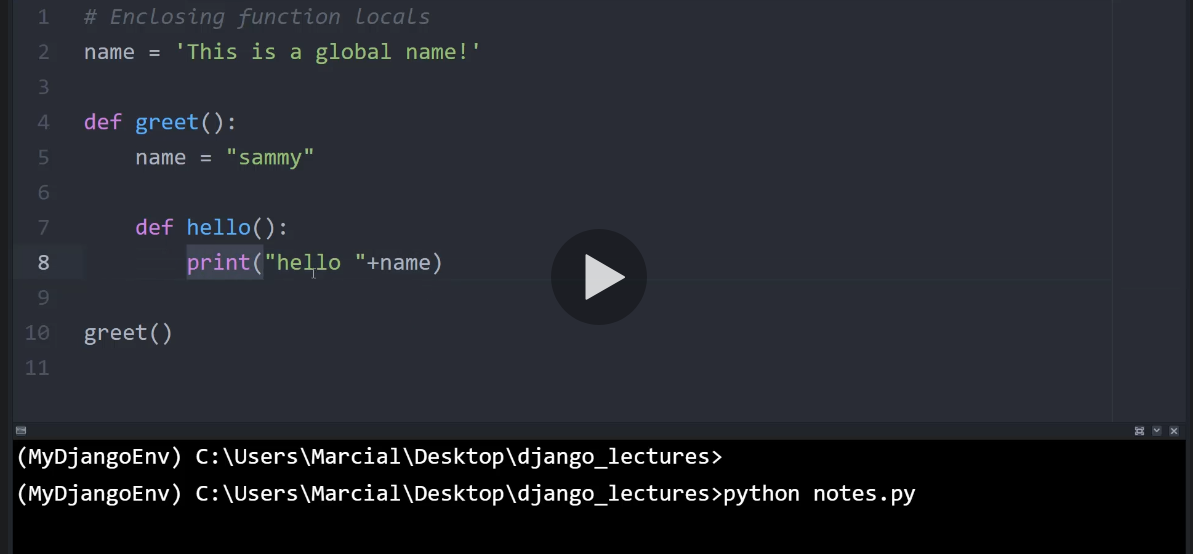 1 # Enclosing function locals
2 name = 'This is a global name!'
3
4 def greet():
5     name = "sammy"
6
7     def hello():
8         print("hello "+name)
9
10 greet()
11
(MyDjangoEnv) C:\Users\Marcial\Desktop\django_lectures>
(MyDjangoEnv) C:\Users\Marcial\Desktop\django_lectures>python notes.py